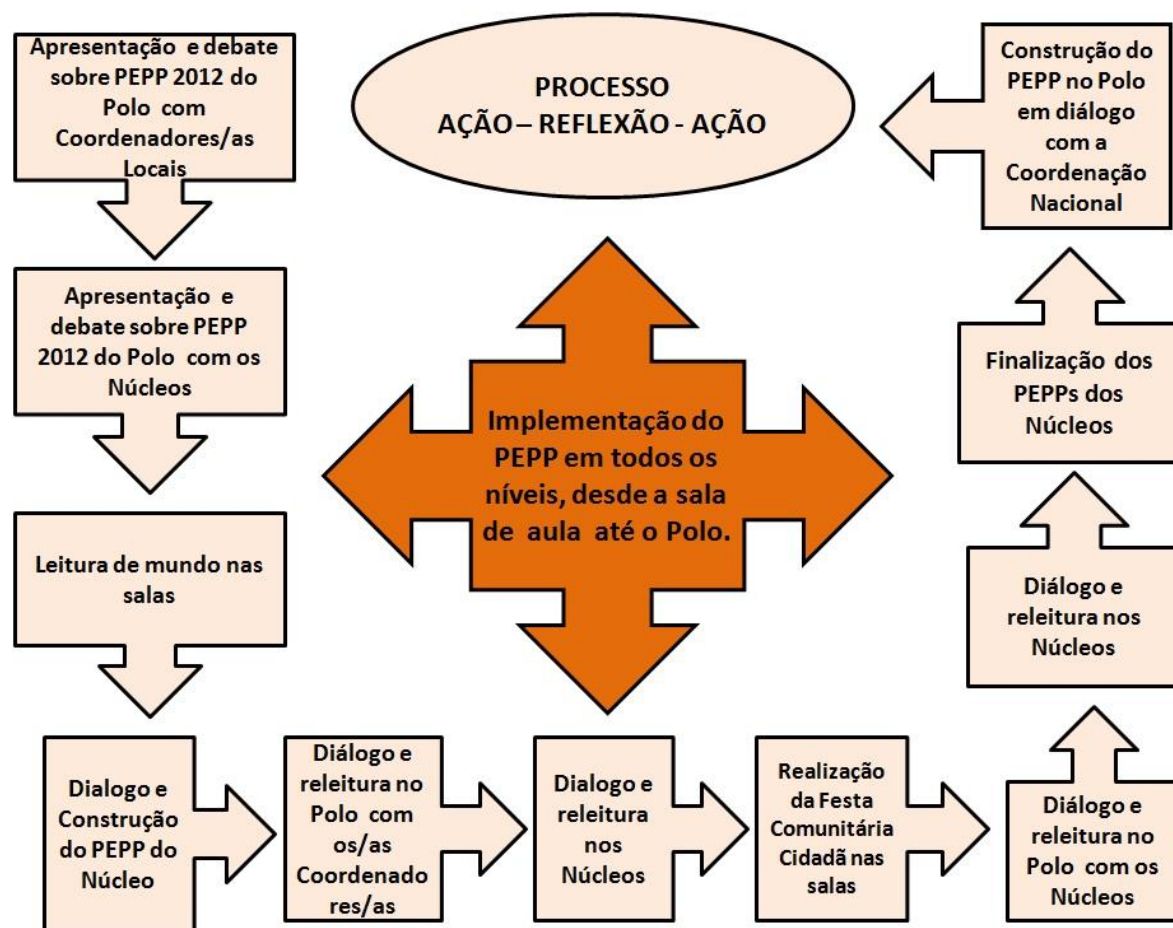 Apresentação e debate
sobre PEPP 2012 do
Polo com
Coordenadores/as
Locais
Apresentação e
debate sobre PEPP
2012 do Polo com os
Núcleos
Leitura de mundo nas
salas
Dialogo e
Construção
do PEPP do
Núcleo
Diálogo e
releitura no
Polo com
os/as
Coordenado
res/as
Dialogo e
releitura
nos
Núcleos
Realização
da Festa
Comunitária
Cidadã nas
salas
Diálogo e
releitura no
Polo com os
Núcleos
Diálogo e
releitura nos
Núcleos
Finalização dos
PEPPs dos
Núcleos
Construção do
PEPP no Polo
em diálogo
com a
Coordenação
Nacional
PROCESSO
AÇÃO – REFLEXÃO - AÇÃO
Implementação do
PEPP em todos os
níveis, desde a sala
de aula até o Polo.